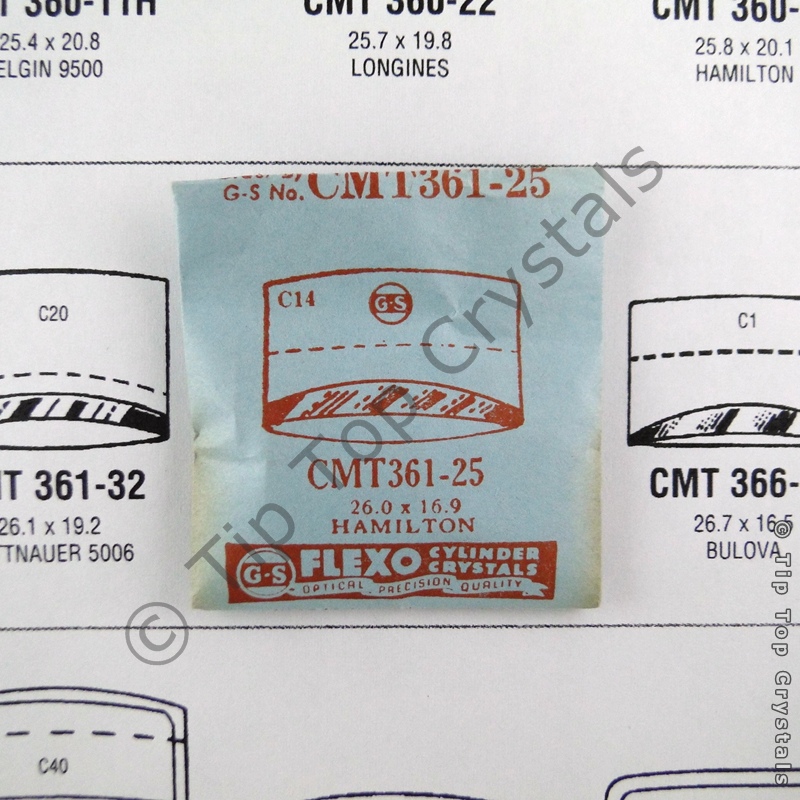 CMT 360-11H
25.4 x 20.8
ELGIN 9500
CMT 360-22
25.7 x 19.8
LONGINES
CMT 360-
25.8 x 20.1
HAMILTON
G-S No. CMT361-25
C14
G-S
CMT361-25
26.0 x 16.9
HAMILTON
G-S FLEXO CYLINDER CRYSTALS
OPTICAL PRECISION QUALITY
C20
MT 361-32
26.1 x 19.2
TTNAUER 5006
C1
CMT 366-
26.7 x 16.5
BULOVA
C40
© Tip Top Crystals
© Tip Top Crystals